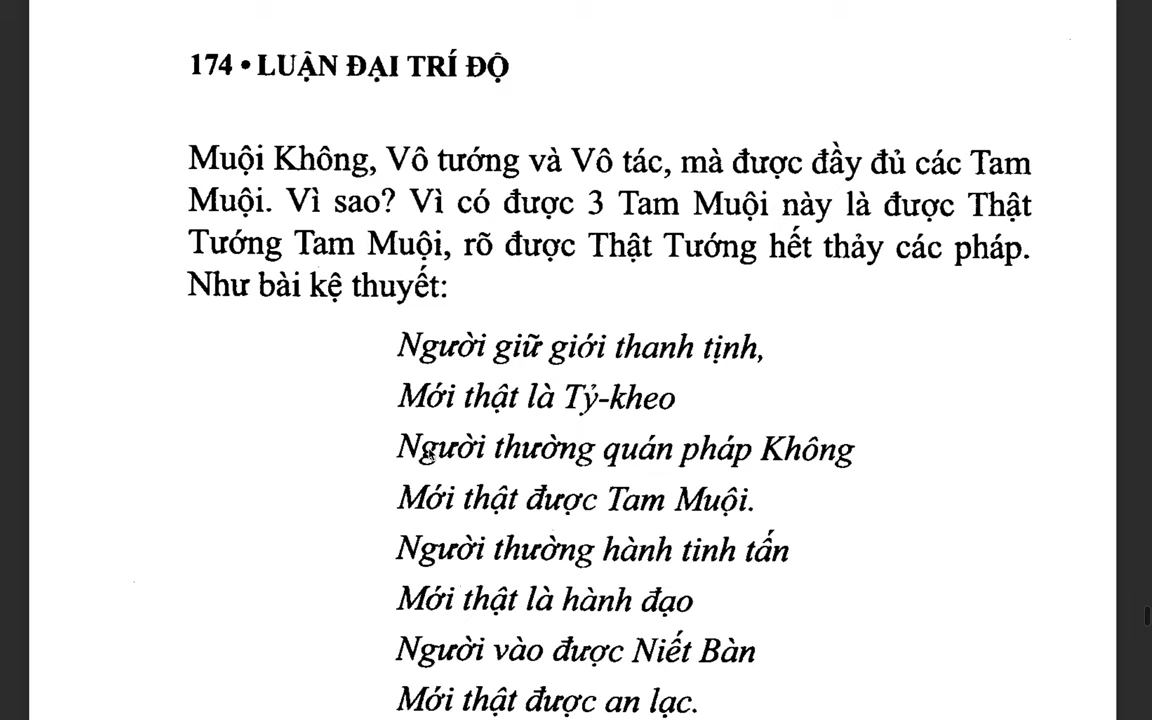 174 • LUẬN ĐẠI TRÍ ĐỘ
Muội Không, Vô tướng và Vô tác, mà được đầy đủ các Tam
Muội. Vì sao? Vì có được 3 Tam Muội này là được Thật
Tướng Tam Muội, rõ được Thật Tướng hết thảy các pháp.
Như bài kệ thuyết:
Người giữ giới thanh tịnh,
Mới thật là Tỷ-kheo
Người thường quán pháp Không
Mới thật được Tam Muội.
Người thường hành tinh tấn
Mới thật là hành đạo
Người vào được Niết Bàn
Mới thật được an lạc.